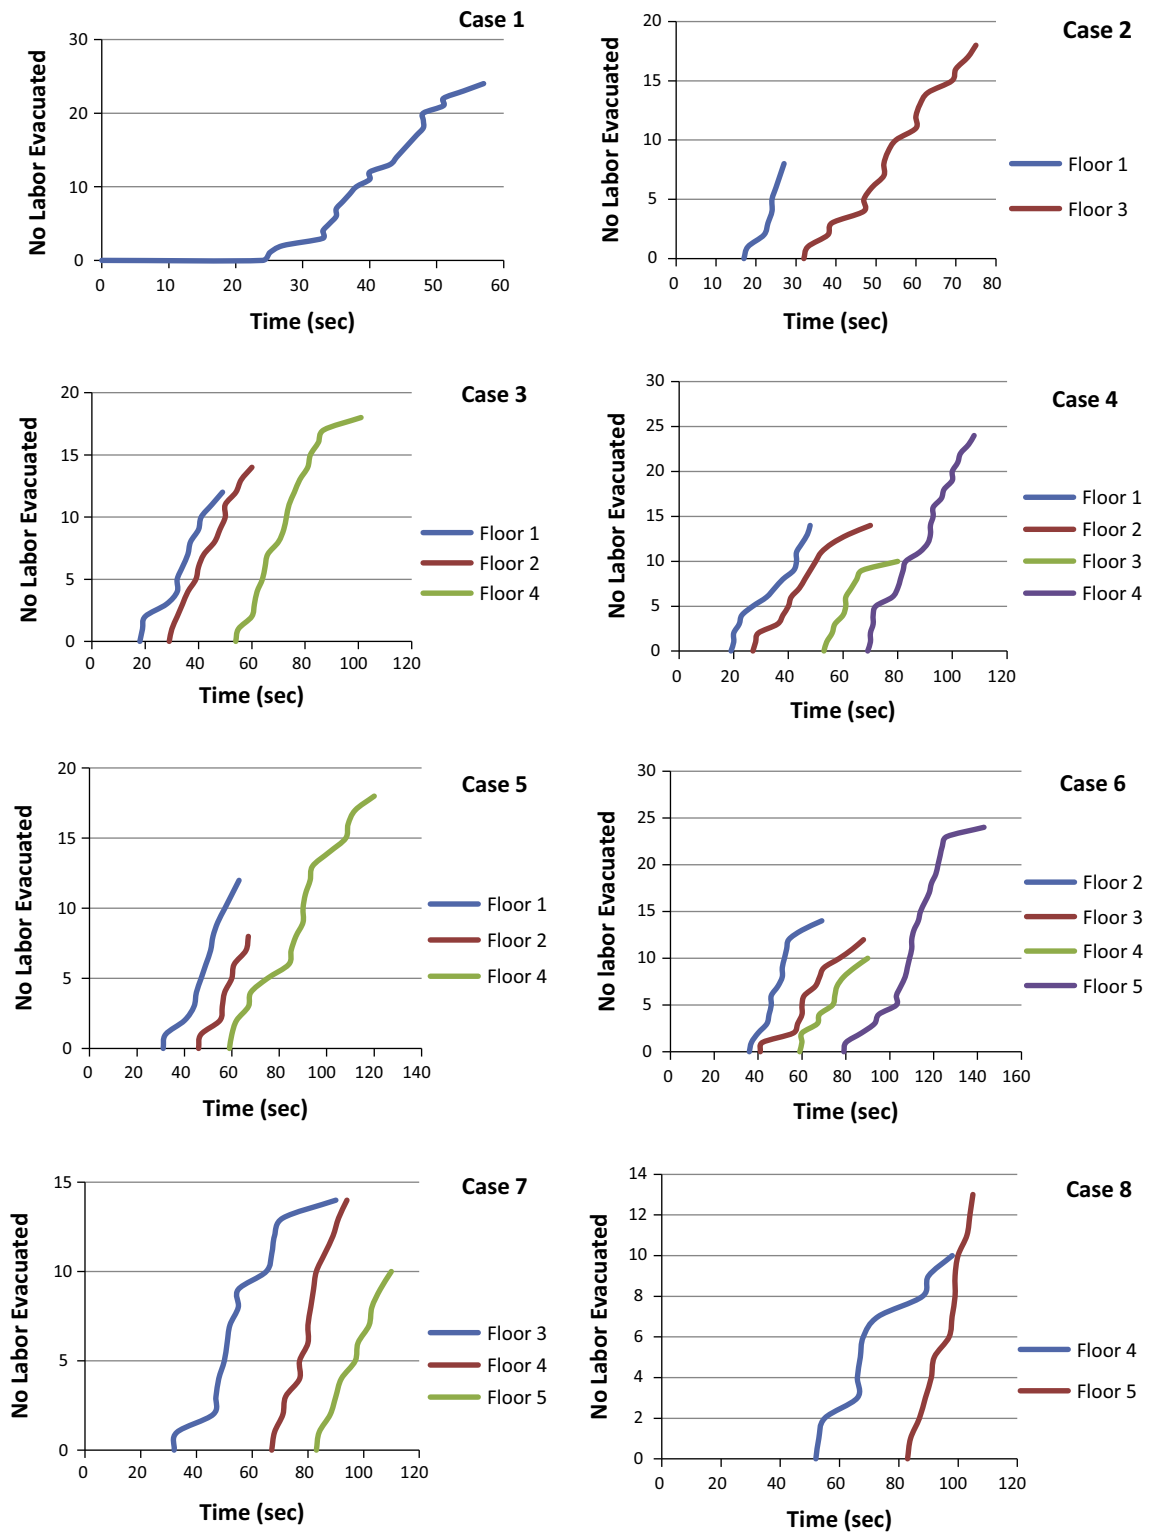 Case 1
No Labor Evacuated
30
20
10
0
0 10 20 30 40 50 60
Time (sec)
Case 2
No Labor Evacuated
20
15
10
5
0
0 10 20 30 40 50 60 70 80
Time (sec)
Floor 1
Floor 3
Case 3
No Labor Evacuated
20
15
10
5
0
0 20 40 60 80 100 120
Time (sec)
Floor 1
Floor 2
Floor 4
Case 4
No Labor Evacuated
30
25
20
15
10
5
0
0 20 40 60 80 100 120
Time (sec)
Floor 1
Floor 2
Floor 3
Floor 4
Case 5
No Labor Evacuated
20
15
10
5
0
0 20 40 60 80 100 120 140
Time (sec)
Floor 1
Floor 2
Floor 4
Case 6
No labor Evacuated
30
25
20
15
10
5
0
0 20 40 60 80 100 120 140 160
Time (sec)
Floor 2
Floor 3
Floor 4
Floor 5
Case 7
No Labor Evacuated
15
10
5
0
0 20 40 60 80 100 120
Time (sec)
Floor 3
Floor 4
Floor 5
Case 8
No Labor Evacuated
14
12
10
8
6
4
2
0
0 20 40 60 80 100 120
Time (sec)
Floor 4
Floor 5